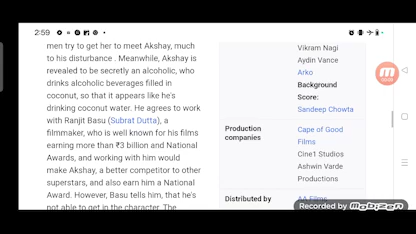 2:59
men try to get her to meet Akshay, much
to his disturbance . Meanwhile, Akshay is
revealed to be secretly an alcoholic, who
drinks alcoholic beverages filled in
coconut, so that it appears like he's
drinking coconut water. He agrees to work
with Ranjit Basu (Subrat Dutta), a
filmmaker, who is well known for his films
earning more than ₹3 billion and National
Awards, and working with him would
make Akshay, a better competitor to other
superstars, and also earn him a National
Award. However, Basu tells him, that he's
not able to get in the character. The
Vikram Nagi
Aydin Vance
Arko
Background
Score:
Sandeep Chowta
Production
companies
Cape of Good
Films
Cine1 Studios
Ashwin Varde
Productions
Distributed by
AA Films
Recorded by mobizen